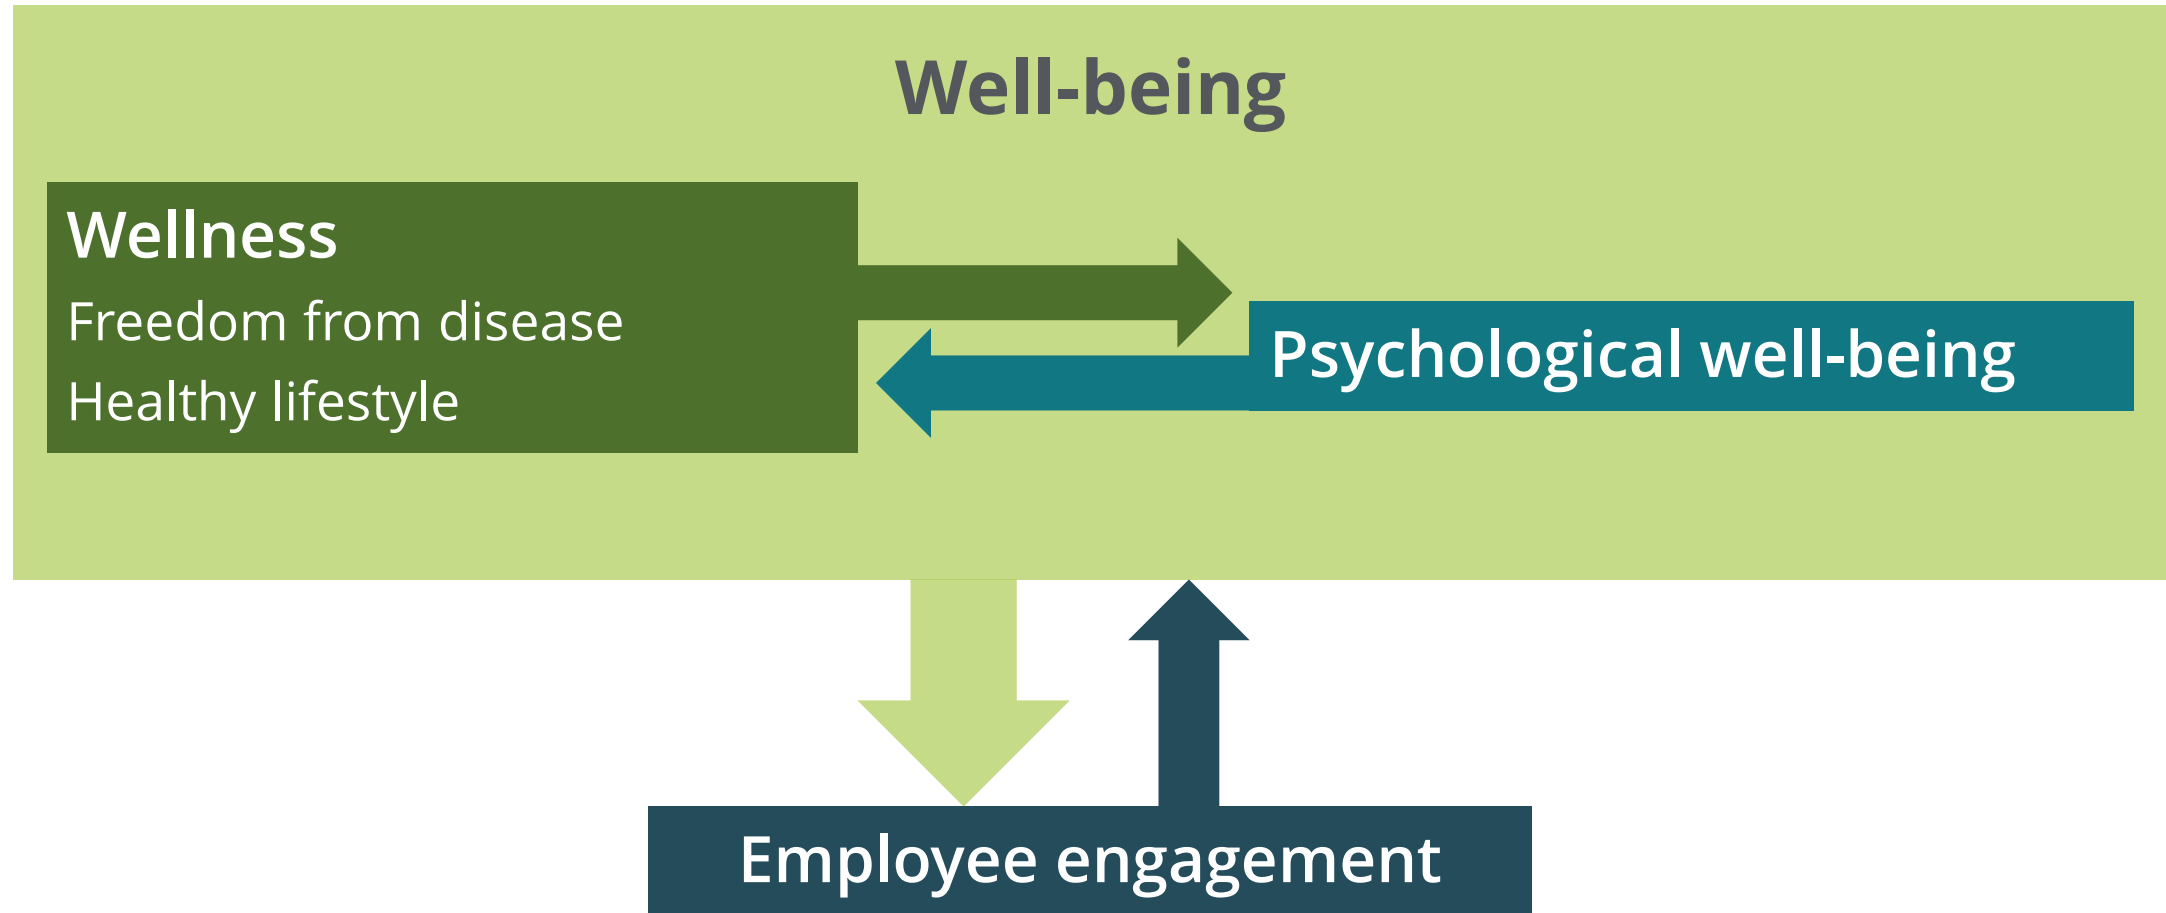 Well-being
Wellness
Freedom from disease
Healthy lifestyle
Psychological well-being
Employee engagement